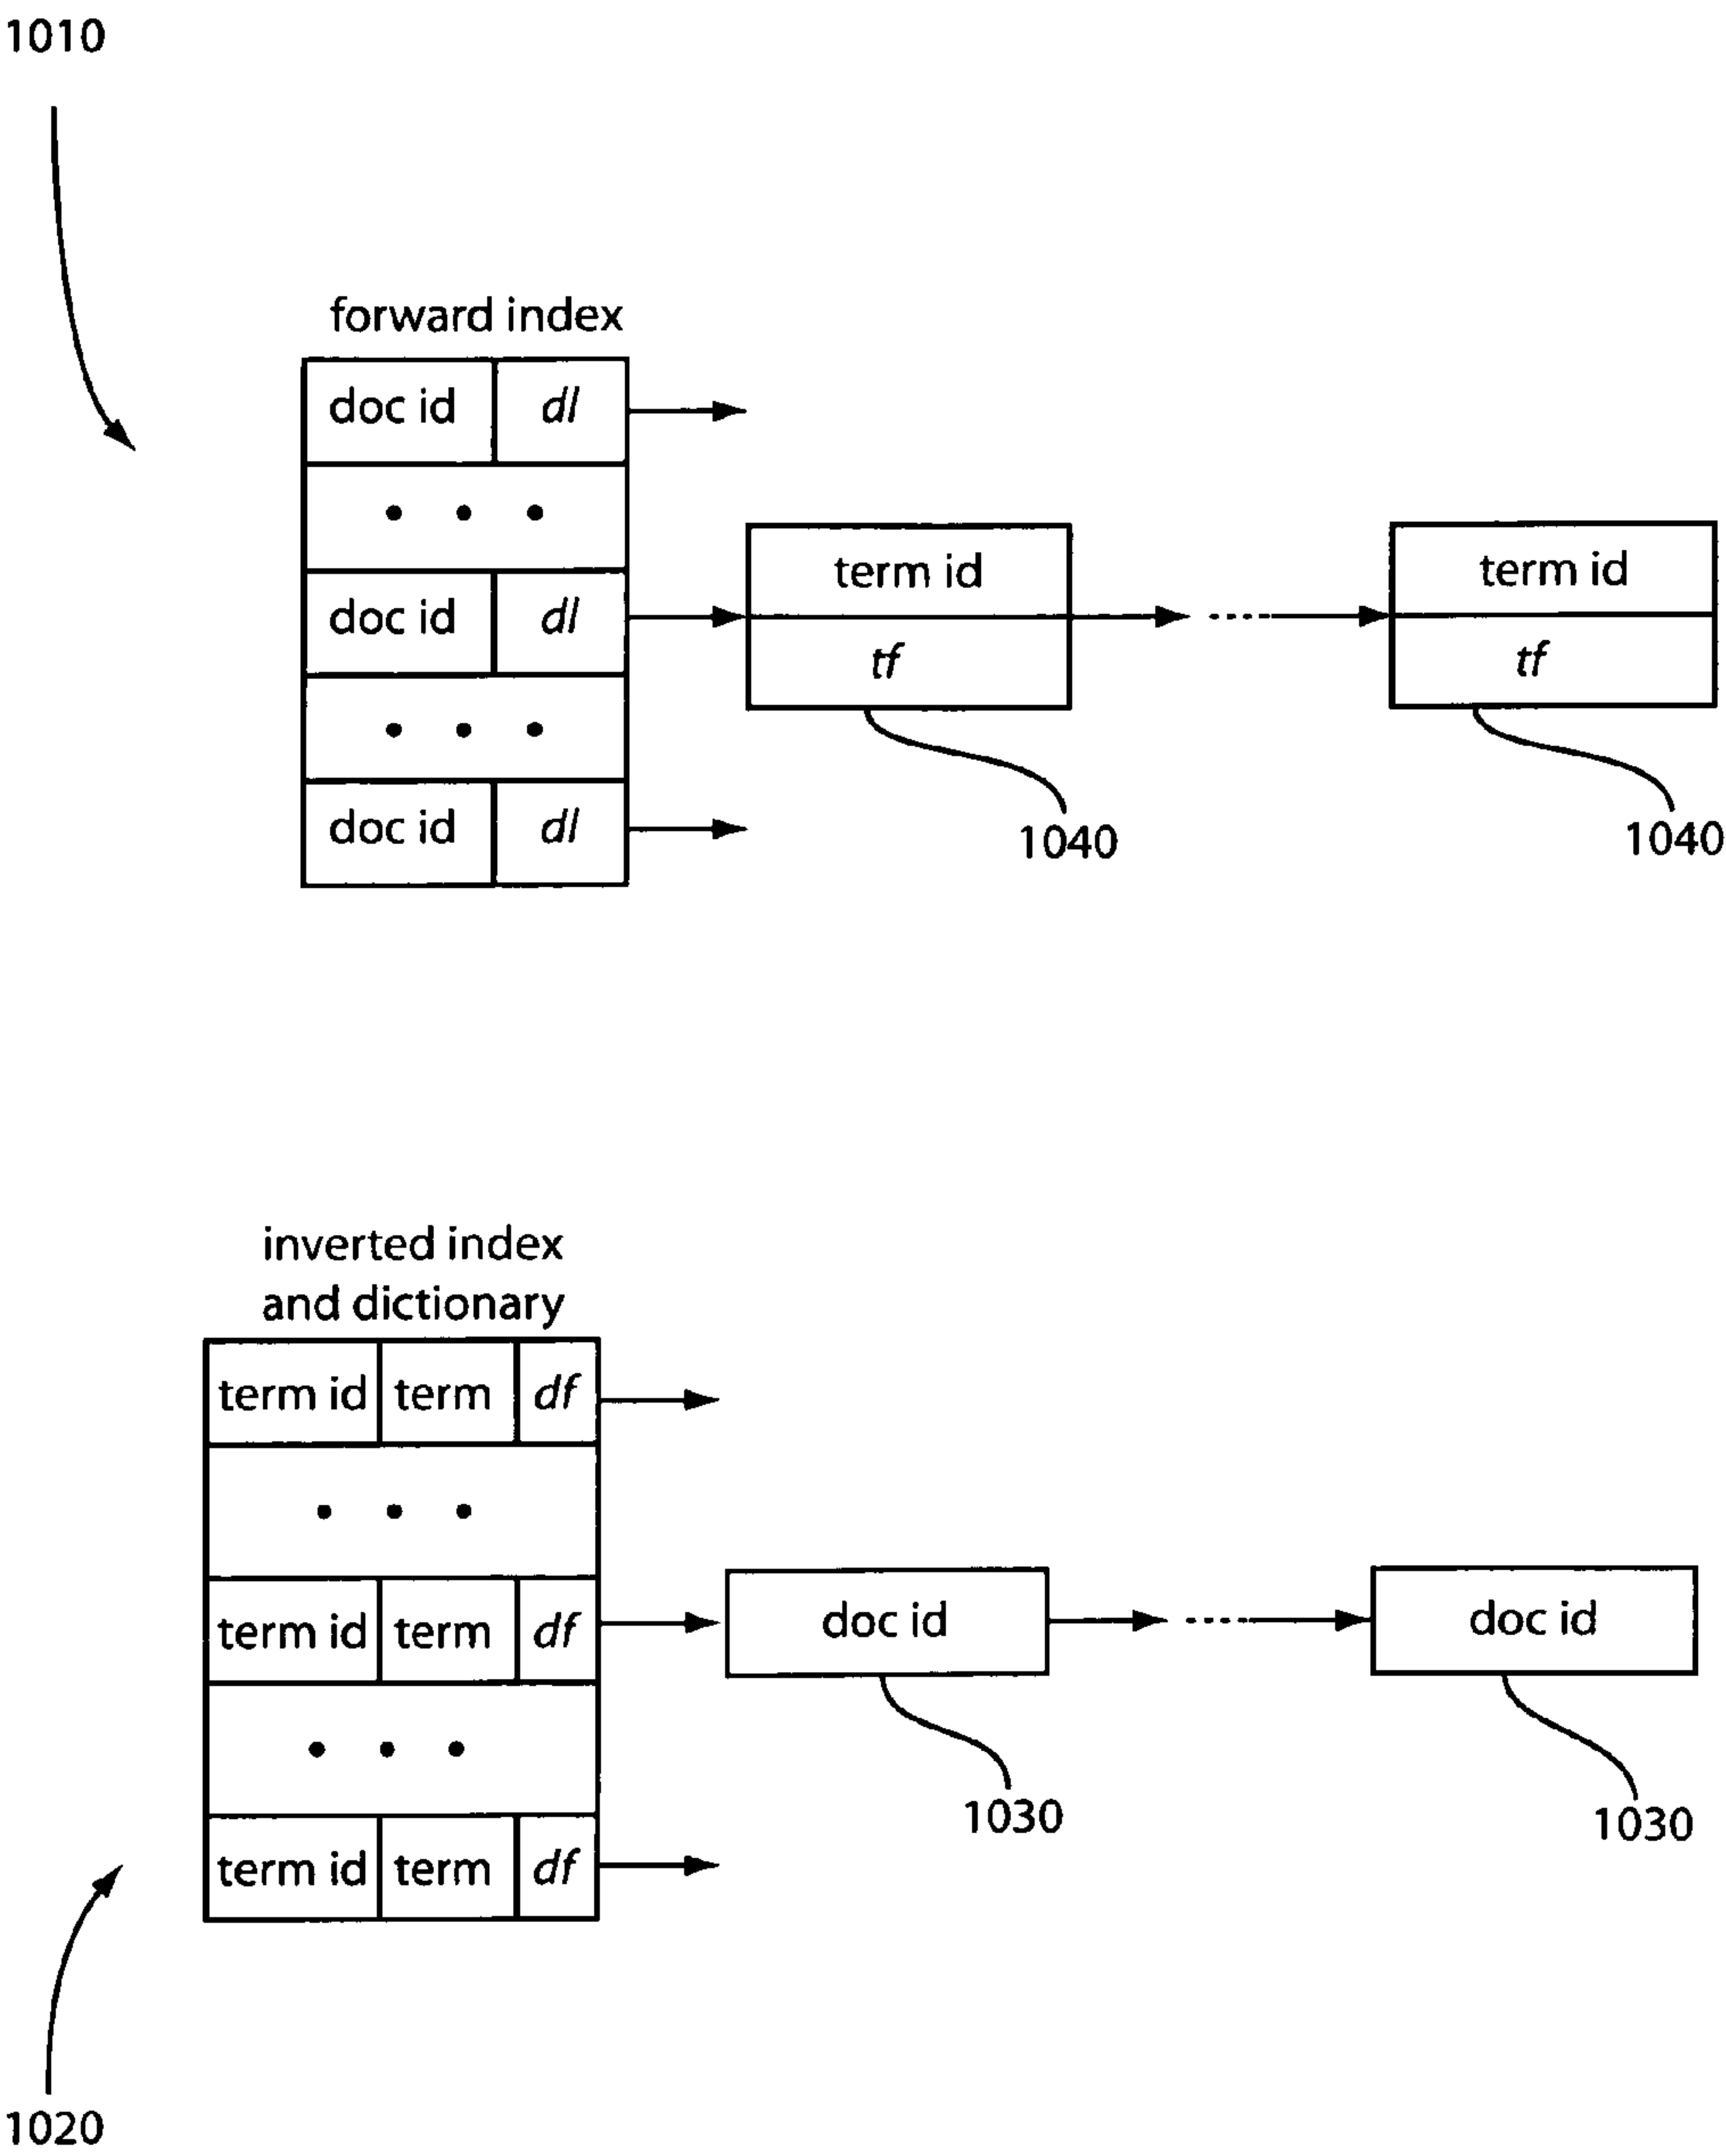 1010
forward index
doc id dl
• • •
doc id dl
• • •
doc id dl
term id
tf
term id
tf
1040
1040
inverted index
and dictionary
term id term df
• • •
term id term df
• • •
term id term df
doc id
doc id
1030
1030
1020